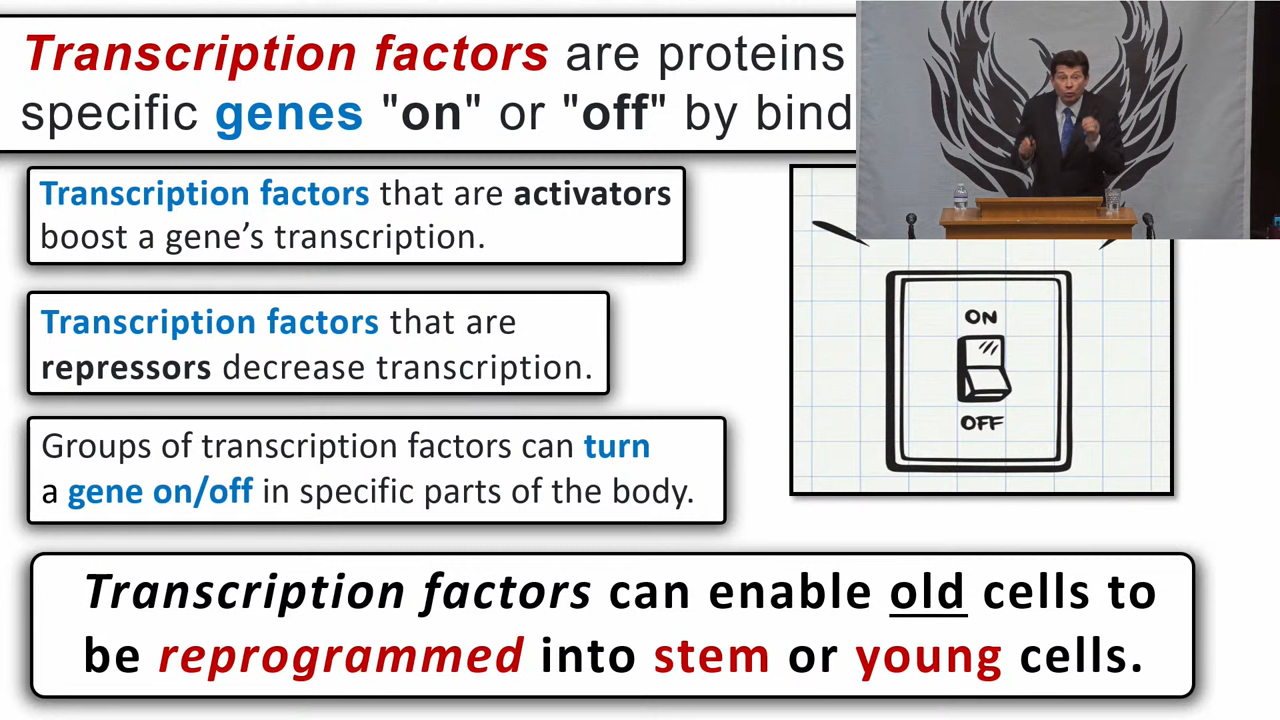 Transcription factors are proteins
specific genes "on" or "off" by bind
Transcription factors that are activators
boost a gene's transcription.
Transcription factors that are
repressors decrease transcription.
Groups of transcription factors can turn
a gene on/off in specific parts of the body.
ON
OFF
Transcription factors can enable old cells to
be reprogrammed into stem or young cells.